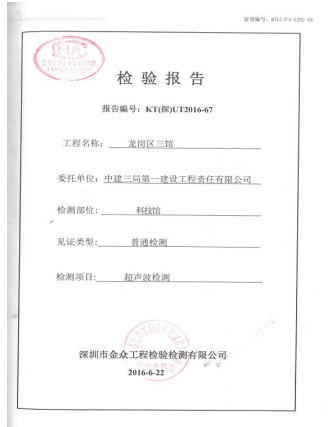 检验报告
报告编号：KT(探)UT2016-67
工程名称：龙岗区三馆
委托单位：中建三局第一建设工程责任有限公司
检测部位：科技馆
见证类型：普通检测
检测项目：超声波检测
深圳市金众工程检验检测有限公司
2016-6-22